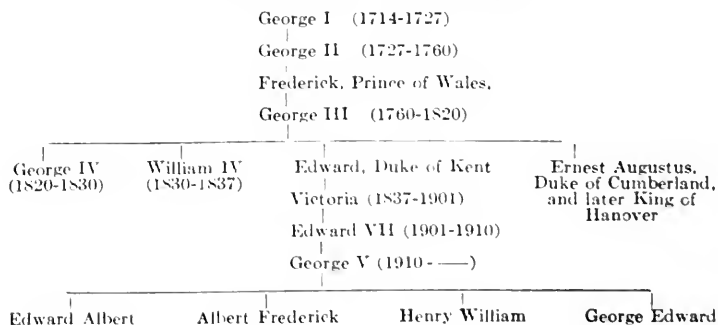 George I (1714-1727)
George II (1727-1760)
Frederick, Prince of Wales,
George III (1760-1820)
George IV
(1820-1830)
William IV
(1830-1837)
Edward, Duke of Kent
Victoria (1837-1901)
Edward VII (1901-1910)
George V (1910 - ——)
Ernest Augustus,
Duke of Cumberland,
and later King of
Hanover
Edward Albert
Albert Frederick
Henry William
George Edward